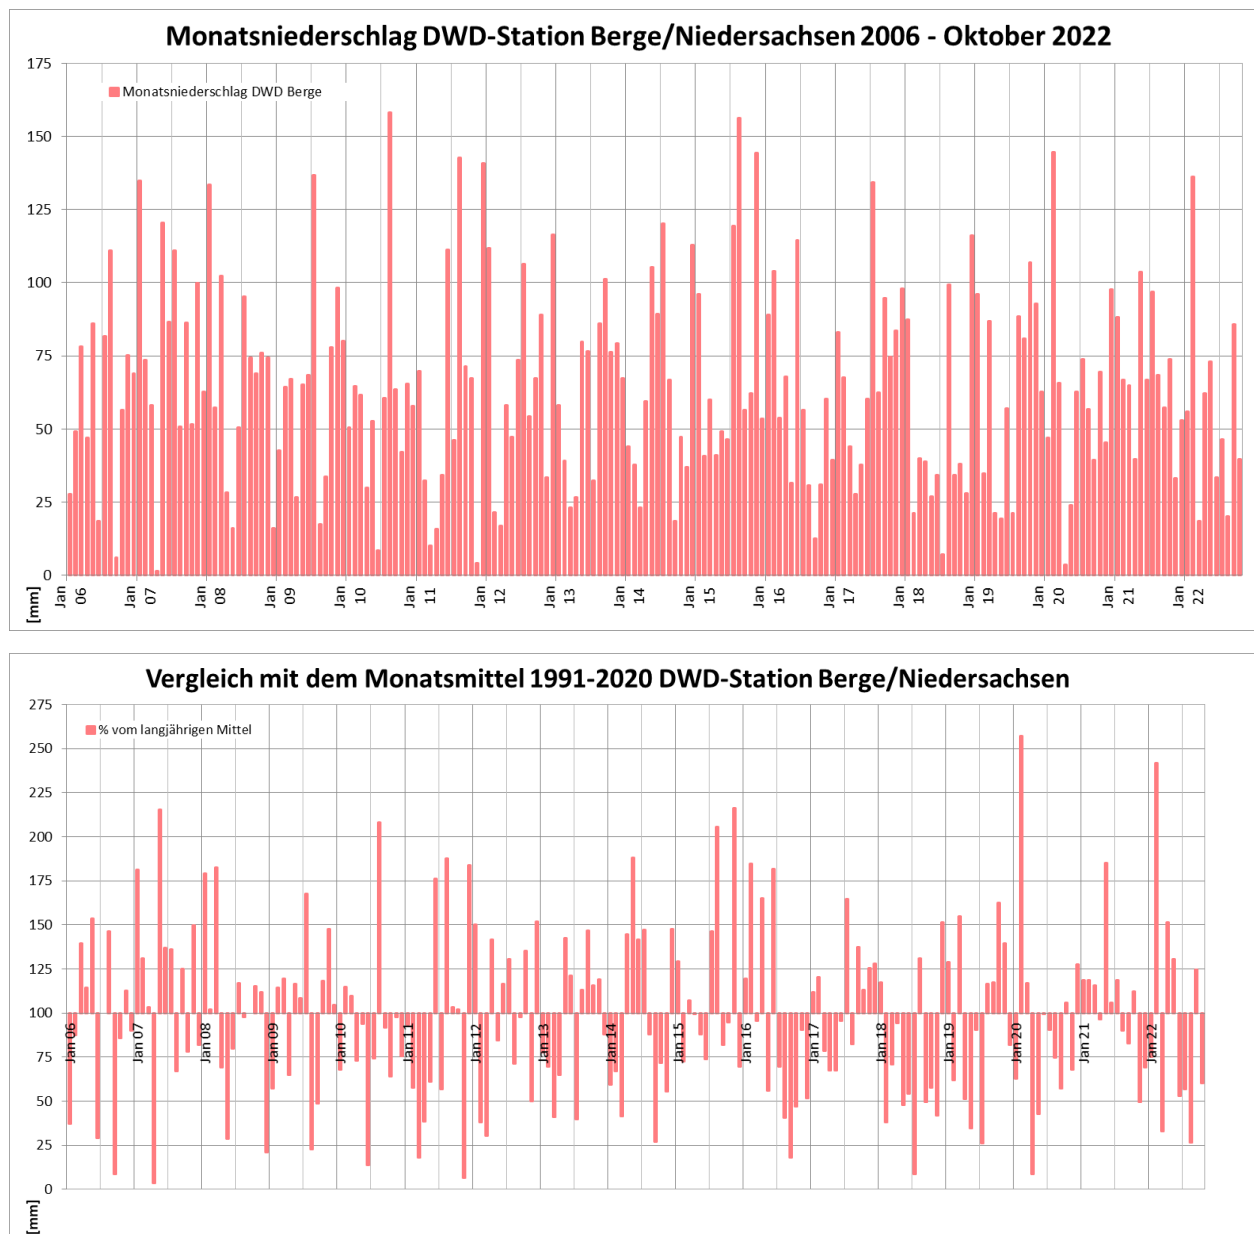 Monatsniederschlag DWD-Station Berge/Niedersachsen 2006 - Oktober 2022
175
Monatsniederschlag DWD Berge
150
125
100
75
50
25
0
[mm]
Jan 06
Jan 07
Jan 08
Jan 09
Jan 10
Jan 11
Jan 12
Jan 13
Jan 14
Jan 15
Jan 16
Jan 17
Jan 18
Jan 19
Jan 20
Jan 21
Jan 22
Vergleich mit dem Monatsmittel 1991-2020 DWD-Station Berge/Niedersachsen
275
% vom langjährigen Mittel
250
225
200
175
150
125
100
75
50
25
0
Jan 06
Jan 07
Jan 08
Jan 09
Jan 10
Jan 11
Jan 12
Jan 13
Jan 14
Jan 15
Jan 16
Jan 17
Jan 18
Jan 19
Jan 20
Jan 21
Jan 22
[mm]